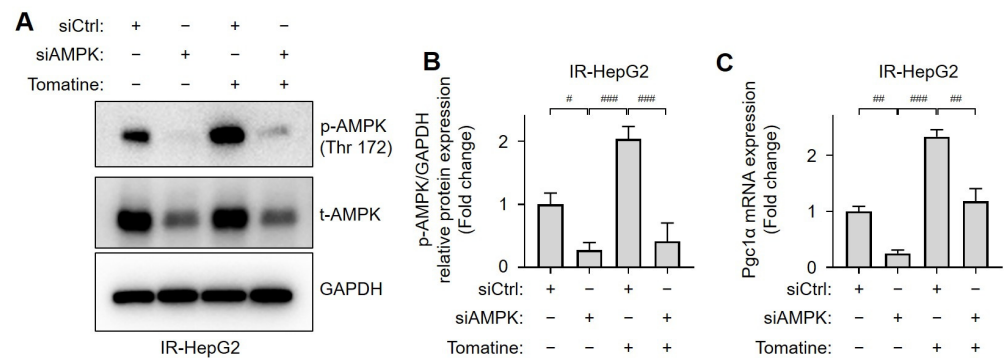 A
siCtrl: + − + −
siAMPK: − + − +
Tomatine: − − + +
p-AMPK
(Thr 172)
t-AMPK
GAPDH
IR-HepG2
B
IR-HepG2
# ### ###
p-AMPK/GAPDH
relative protein expression
(Fold change)
2
1
0
siCtrl: + − + −
siAMPK: − + − +
Tomatine: − − + +
C
IR-HepG2
## ### ##
Pgc1α mRNA expression
(Fold change)
2
1
0
siCtrl: + − + −
siAMPK: − + − +
Tomatine: − − + +